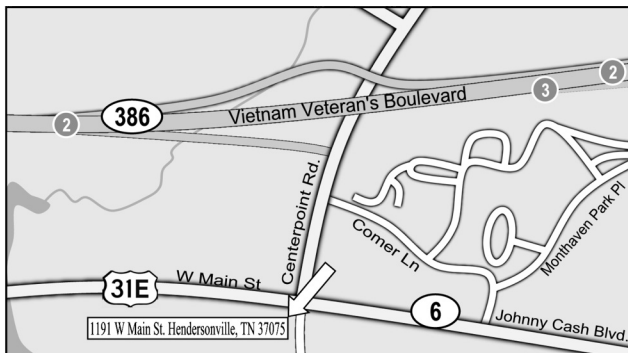 2
386
Vietnam Veteran's Boulevard
3
2
Centerpoint Rd.
Comer Ln
Monthaven Park Pl
31E
W Main St
6
Johnny Cash Blvd.
1191 W Main St. Hendersonville, TN 37075